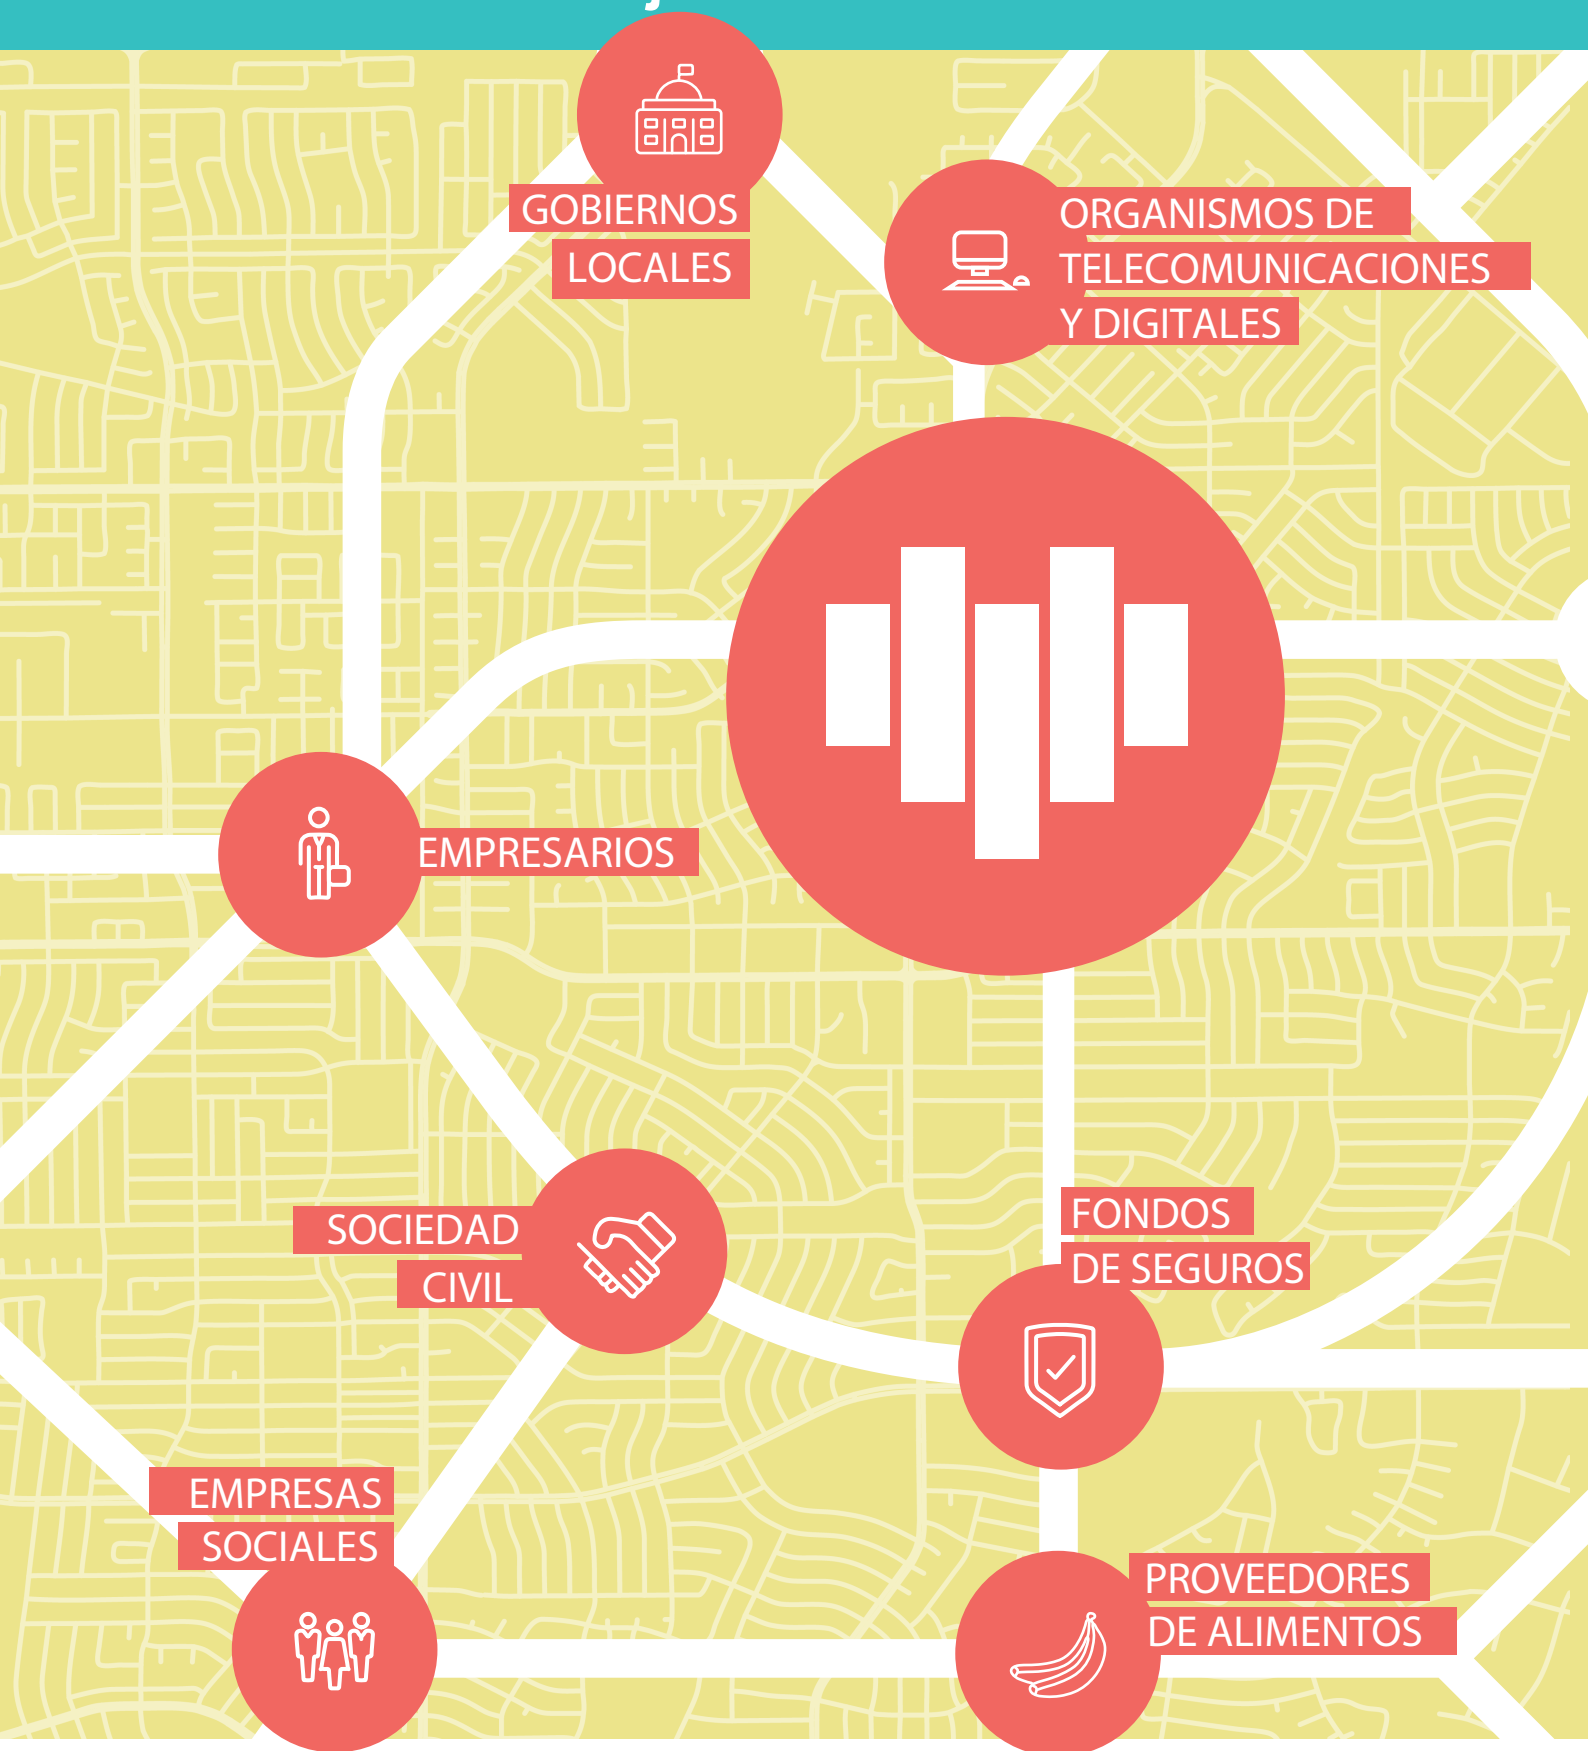 GOBIERNOS
LOCALES
ORGANISMOS DE
TELECOMUNICACIONES
Y DIGITALES
EMPRESARIOS
SOCIEDAD
CIVIL
FONDOS
DE SEGUROS
EMPRESAS
SOCIALES
PROVEEDORES
DE ALIMENTOS